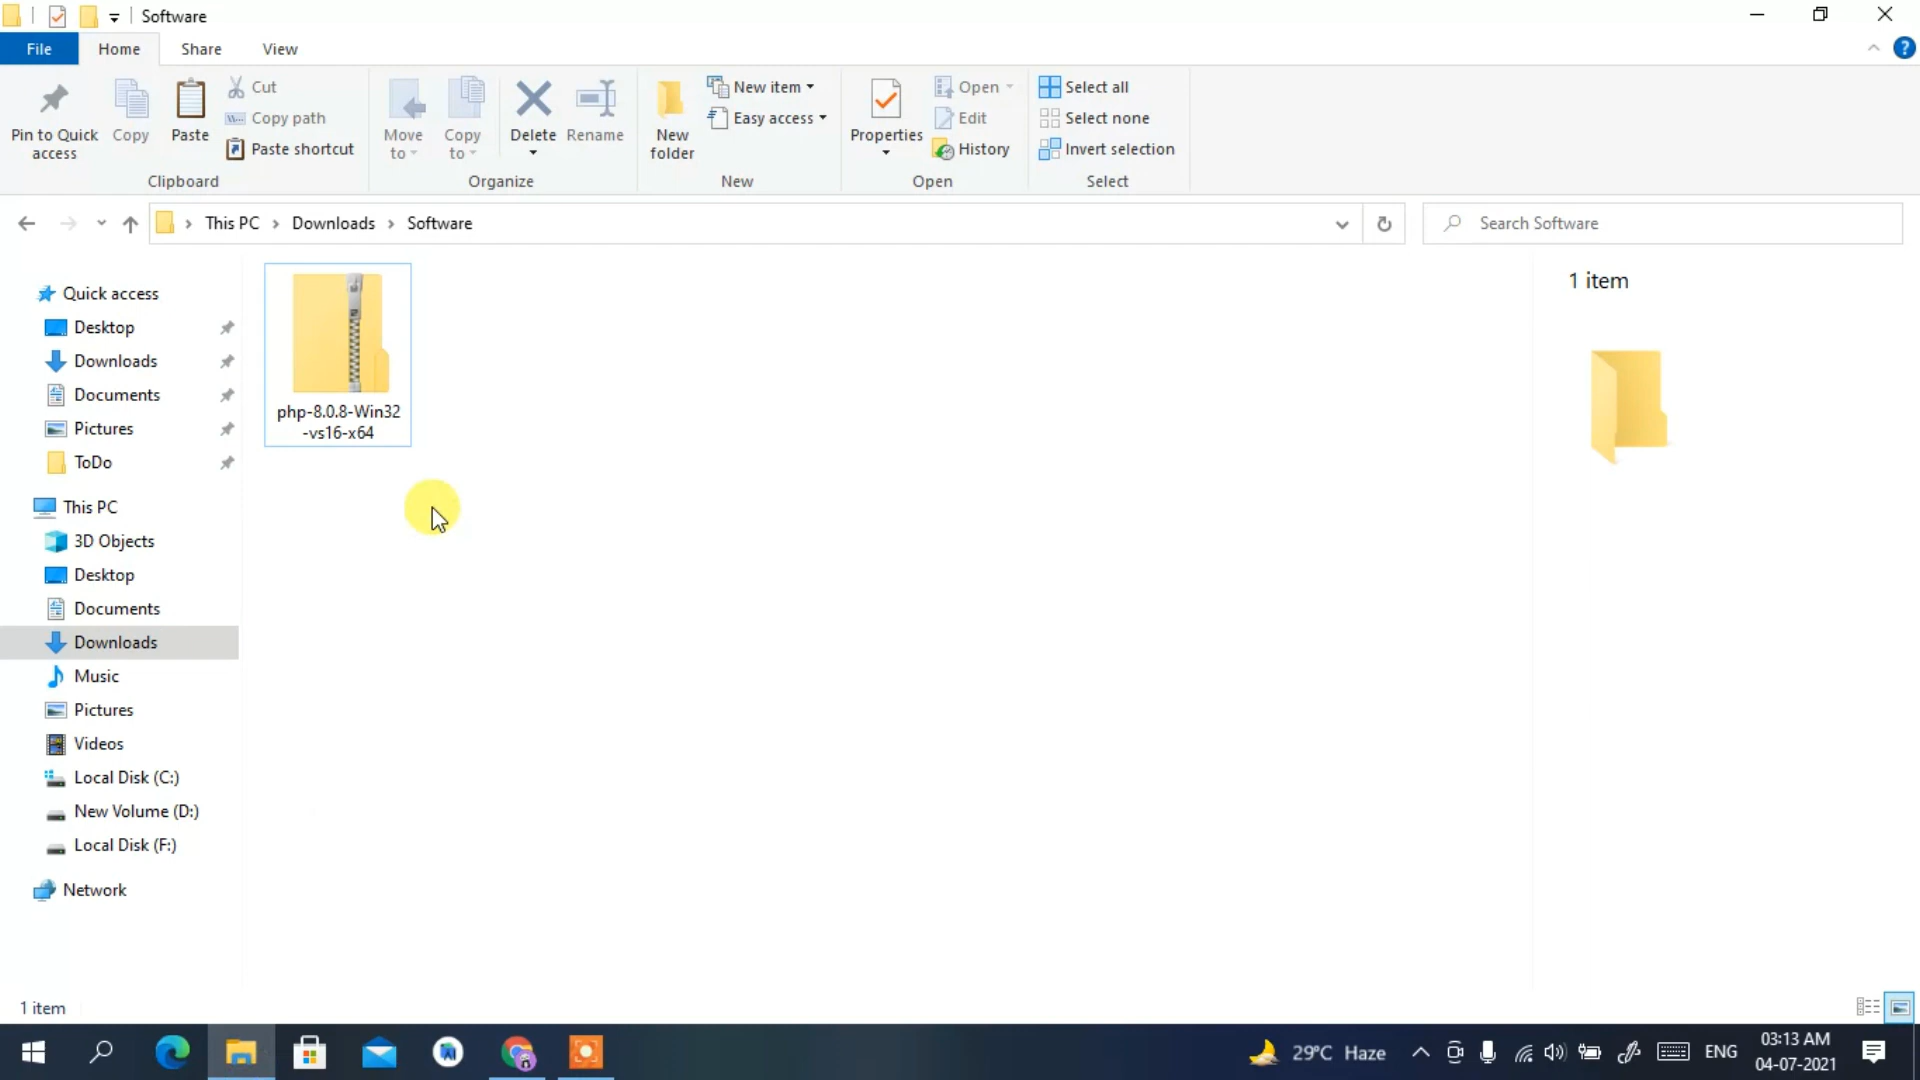 Software
File
Home
Share
View
Pin to Quick
access
Copy
Paste
Cut
Copy path
Paste shortcut
Clipboard
Move
to
Copy
to
Delete
Rename
Organize
New
folder
New item
Easy access
New
Properties
Open
Edit
History
Open
Select all
Select none
Invert selection
Select
This PC > Downloads > Software
Search Software
Quick access
Desktop
Downloads
Documents
Pictures
ToDo
This PC
3D Objects
Desktop
Documents
Downloads
Music
Pictures
Videos
Local Disk (C:)
New Volume (D:)
Local Disk (F:)
Network
php-8.0.8-Win32
-vs16-x64
1 item
1 item
29°C Haze
ENG
03:13 AM
04-07-2021